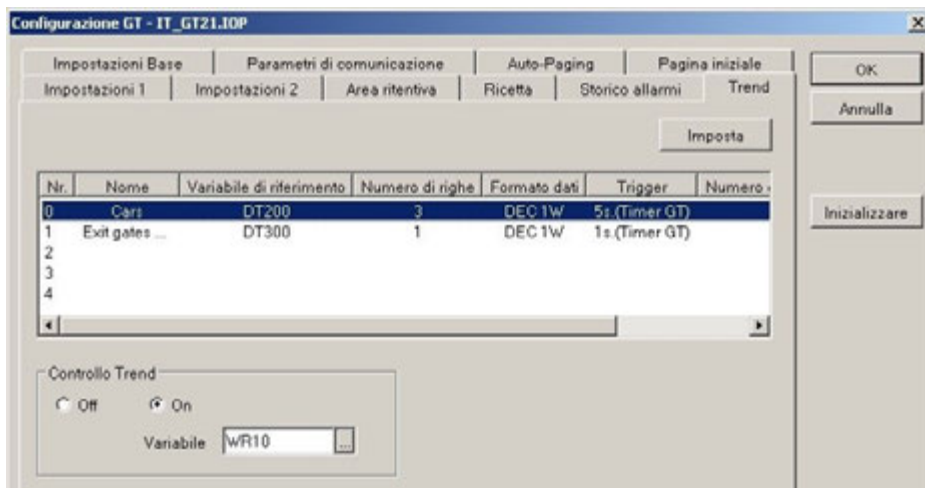 Configurazione GT - IT_GT21.IOP
Impostazioni Base Parametri di comunicazione Auto-Paging Pagina iniziale
Impostazioni 1 Impostazioni 2 Area ritentiva Ricetta Storico allarmi Trend
OK
Annulla
Inizializzare
Imposta
Nr. Nome Variabile di riferimento Numero di righe Formato dati Trigger Numero
0 Cars DT200 3 DEC 1W 5s.(Timer GT)
1 Exit gates ... DT300 1 DEC 1W 1s.(Timer GT)
2
3
4
Controllo Trend
Off On
Variabile WR10 ...